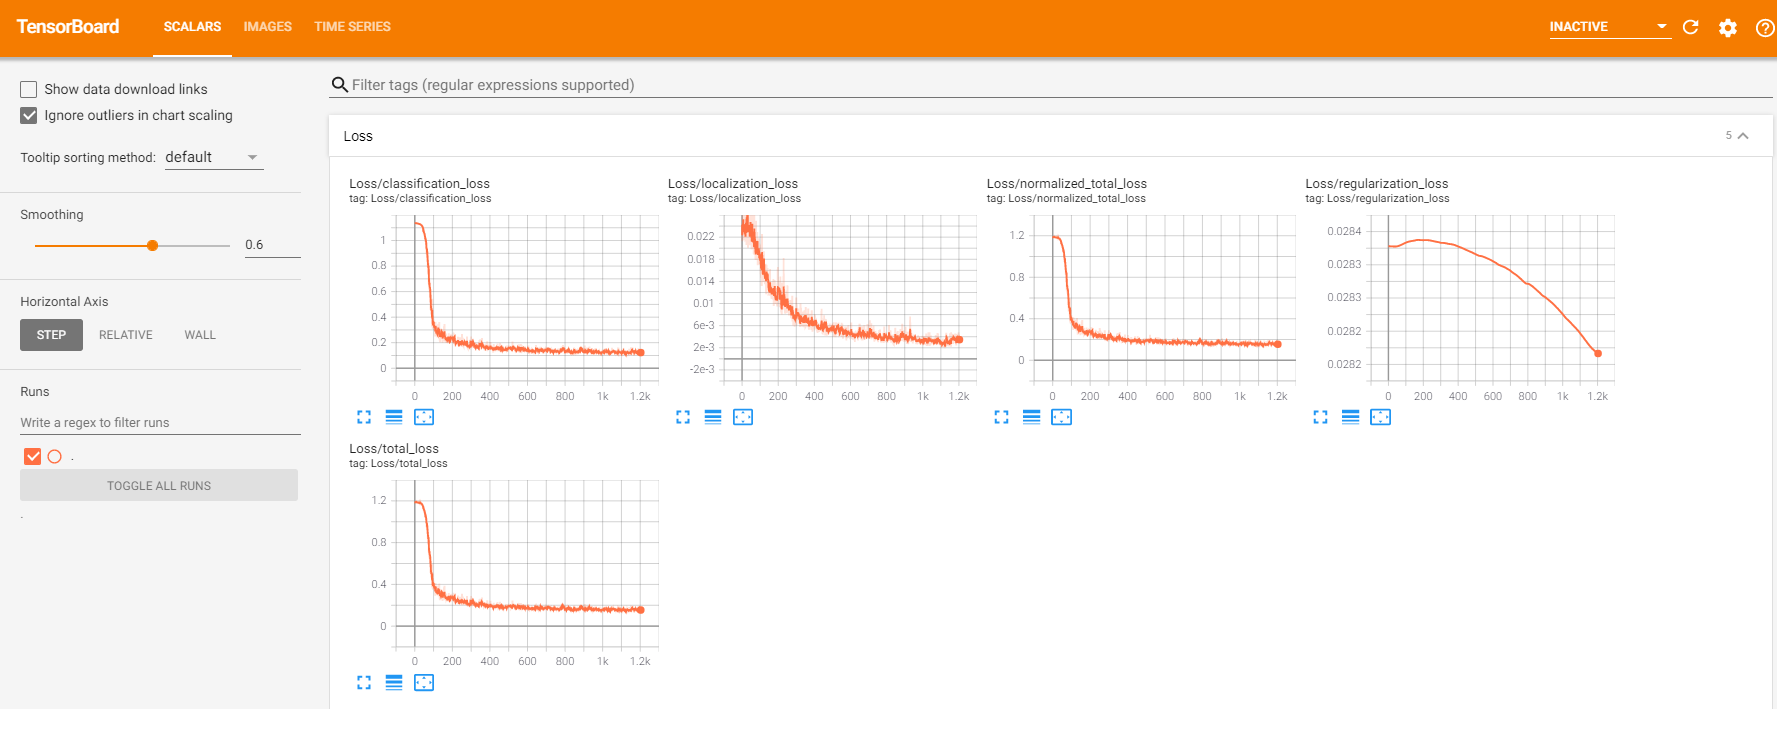 TensorBoard SCALARS IMAGES TIME SERIES INACTIVE
Show data download links
Ignore outliers in chart scaling
Tooltip sorting method: default
Smoothing
0.6
Horizontal Axis
STEP RELATIVE WALL
Runs
Write a regex to filter runs
.
TOGGLE ALL RUNS
.
Filter tags (regular expressions supported)
Loss 5
Loss/classification_loss
tag: Loss/classification_loss
1
0.8
0.6
0.4
0.2
0
0 200 400 600 800 1k 1.2k
Loss/localization_loss
tag: Loss/localization_loss
0.022
0.018
0.014
0.01
6e-3
2e-3
-2e-3
0 200 400 600 800 1k 1.2k
Loss/normalized_total_loss
tag: Loss/normalized_total_loss
1.2
0.8
0.4
0
0 200 400 600 800 1k 1.2k
Loss/regularization_loss
tag: Loss/regularization_loss
0.0284
0.0283
0.0283
0.0282
0.0282
0 200 400 600 800 1k 1.2k
Loss/total_loss
tag: Loss/total_loss
1.2
0.8
0.4
0
0 200 400 600 800 1k 1.2k